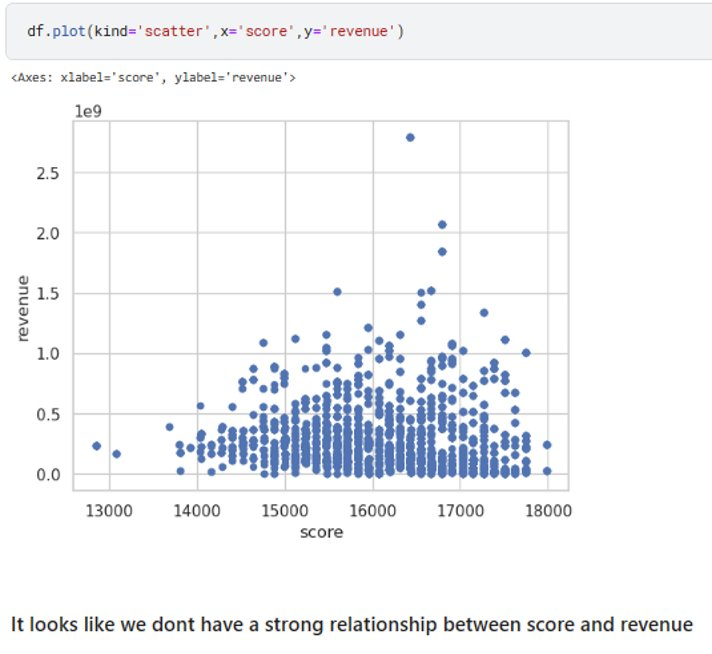 df.plot(kind='scatter',x='score',y='revenue')
<Axes: xlabel='score', ylabel='revenue'>
1e9
2.5
2.0
1.5
1.0
0.5
0.0
revenue
13000 14000 15000 16000 17000 18000
score
It looks like we dont have a strong relationship between score and revenue